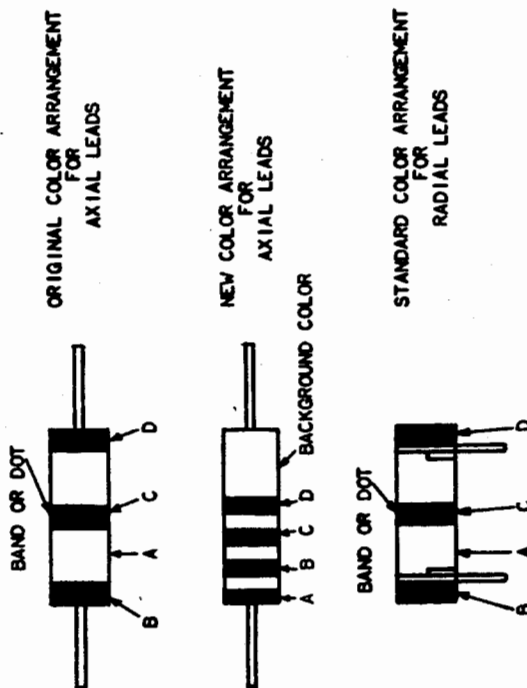 ORIGINAL COLOR ARRANGEMENT
FOR
AXIAL LEADS
BAND OR DOT
B
A
C
D
NEW COLOR ARRANGEMENT
FOR
AXIAL LEADS
BACKGROUND COLOR
A
B
C
D
STANDARD COLOR ARRANGEMENT
FOR
RADIAL LEADS
BAND OR DOT
B
A
C
D